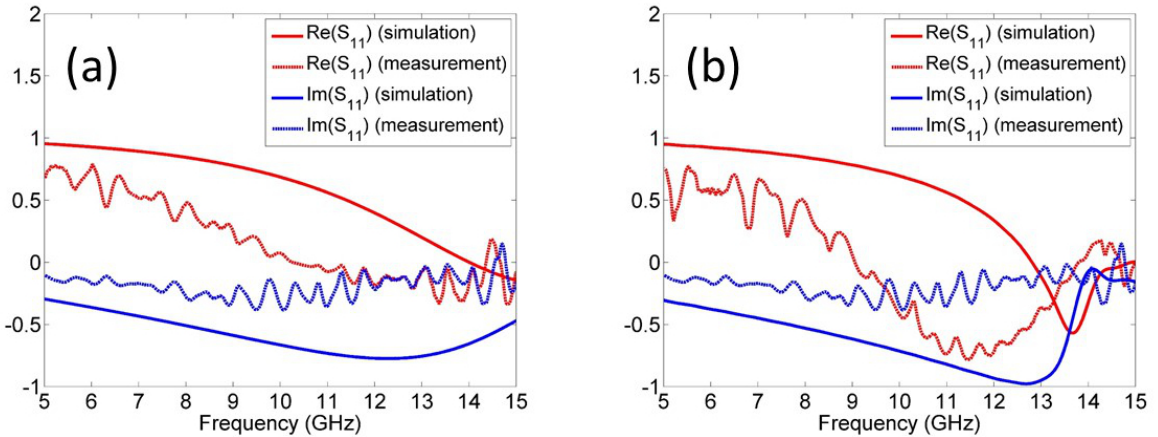 (a)
2
1.5
1
0.5
0
-0.5
-1
Re(S11) (simulation)
Re(S11) (measurement)
Im(S11) (simulation)
Im(S11) (measurement)
5 6 7 8 9 10 11 12 13 14 15
Frequency (GHz)
(b)
2
1.5
1
0.5
0
-0.5
-1
Re(S11) (simulation)
Re(S11) (measurement)
Im(S11) (simulation)
Im(S11) (measurement)
5 6 7 8 9 10 11 12 13 14 15
Frequency (GHz)